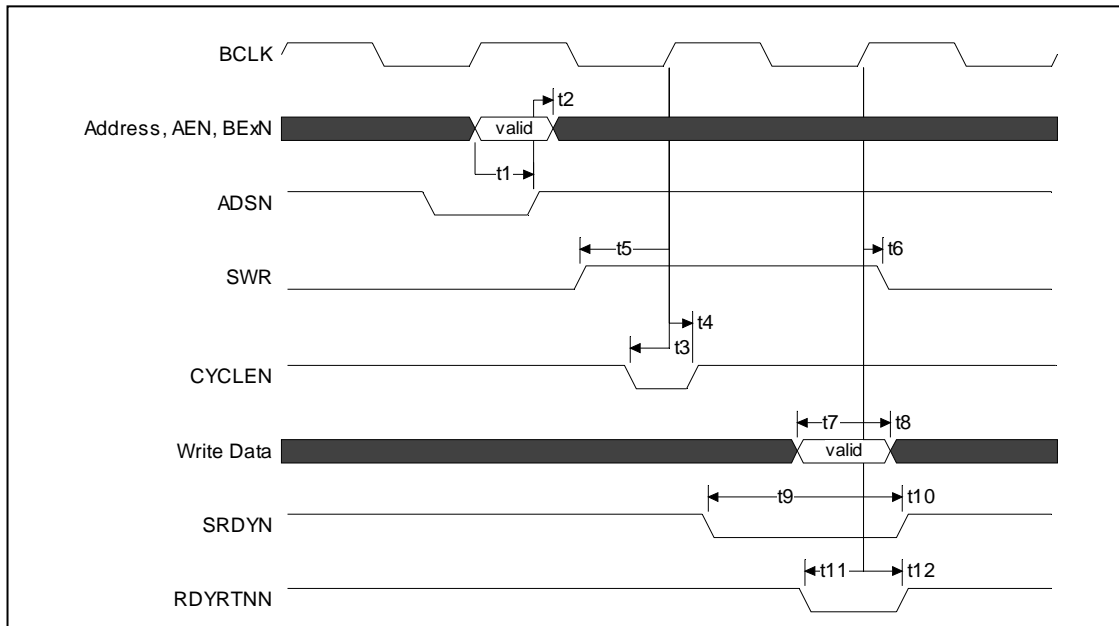 BCLK
t2
Address, AEN, BExN
valid
t1
ADSN
t5
t6
SWR
t4
t3
CYCLEN
t7
t8
Write Data
valid
t9
t10
SRDYN
t11
t12
RDYRTNN